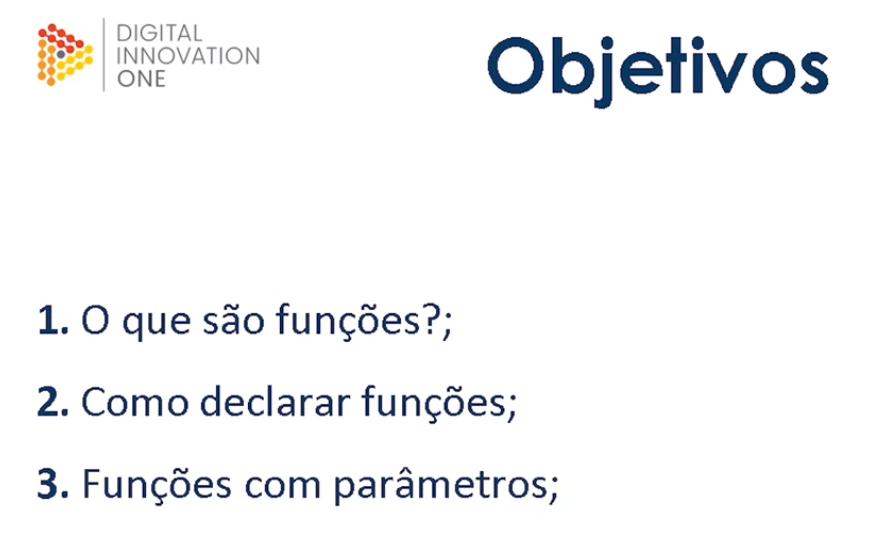 DIGITAL
INNOVATION
ONE
Objetivos
1. O que são funções?;
2. Como declarar funções;
3. Funções com parâmetros;